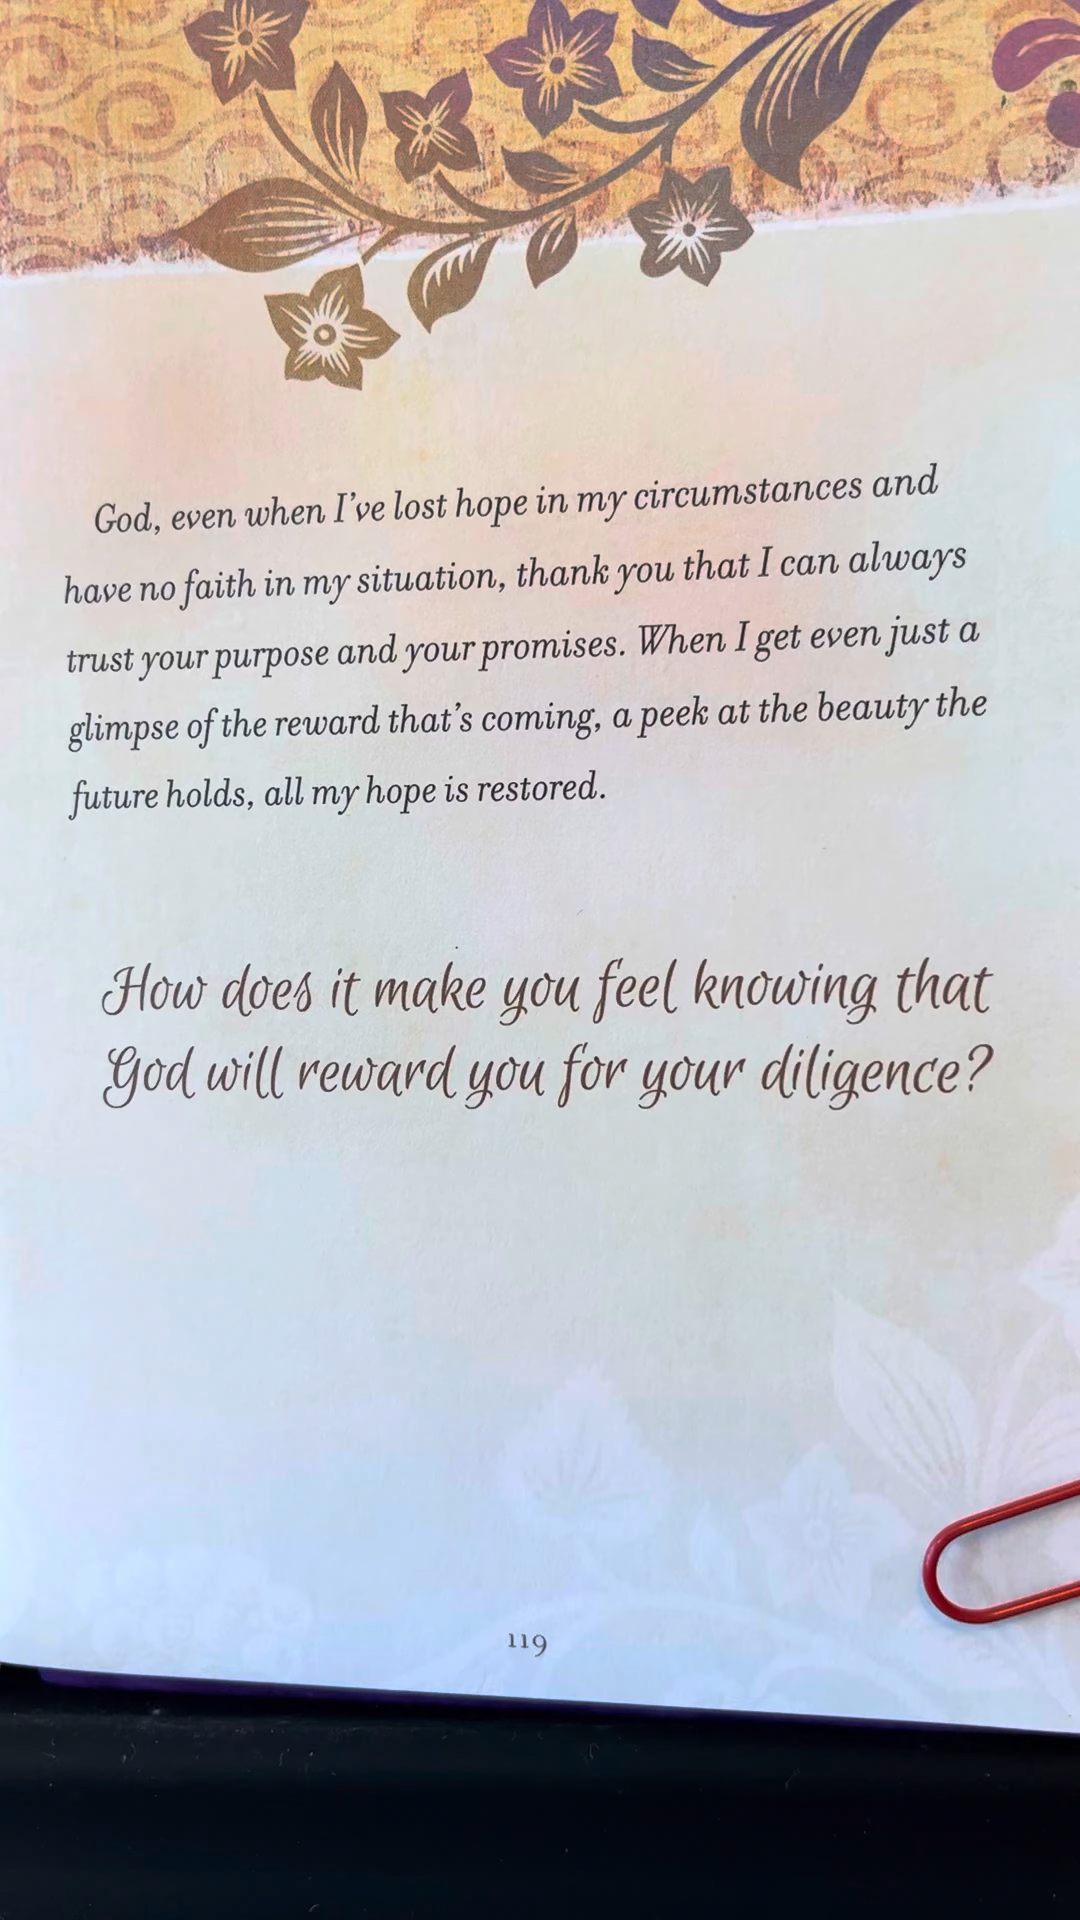 God, even when I've lost hope in my circumstances and
have no faith in my situation, thank you that I can always
trust your purpose and your promises. When I get even just a
glimpse of the reward that's coming, a peek at the beauty the
future holds, all my hope is restored.
How does it make you feel knowing that
God will reward you for your diligence?
119